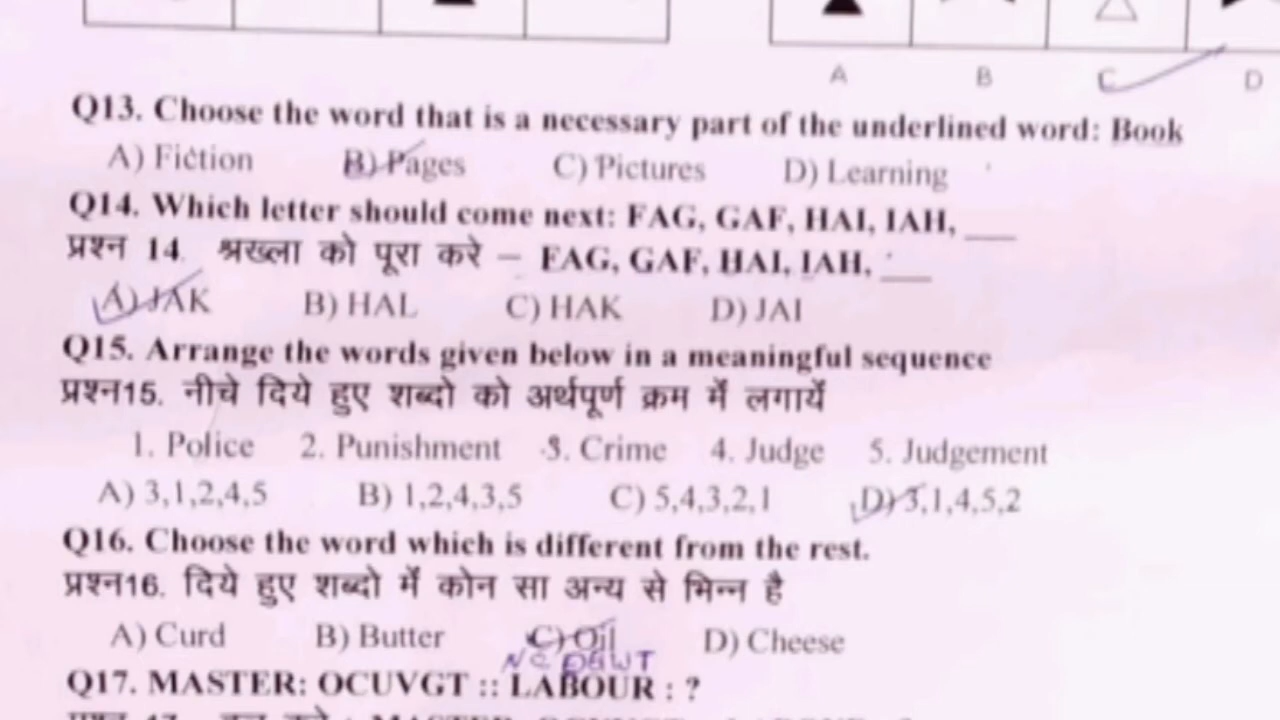 A B C D
Q13. Choose the word that is a necessary part of the underlined word: Book
A) Fiction B) Pages C) Pictures D) Learning
Q14. Which letter should come next: FAG, GAF, HAI, IAH, ___
प्रश्न 14 श्रख्ला को पूरा करे – FAG, GAF, HAI, IAH, ___
A) JAK B) HAL C) HAK D) JAI
Q15. Arrange the words given below in a meaningful sequence
प्रश्न15. नीचे दिये हुए शब्दो को अर्थपूर्ण क्रम में लगायें
1. Police 2. Punishment 3. Crime 4. Judge 5. Judgement
A) 3,1,2,4,5 B) 1,2,4,3,5 C) 5,4,3,2,1 D) 3,1,4,5,2
Q16. Choose the word which is different from the rest.
प्रश्न16. दिये हुए शब्दो में कोन सा अन्य से भिन्न है
A) Curd B) Butter C) Oil D) Cheese
Q17. MASTER: OCUVGT :: LABOUR : ?